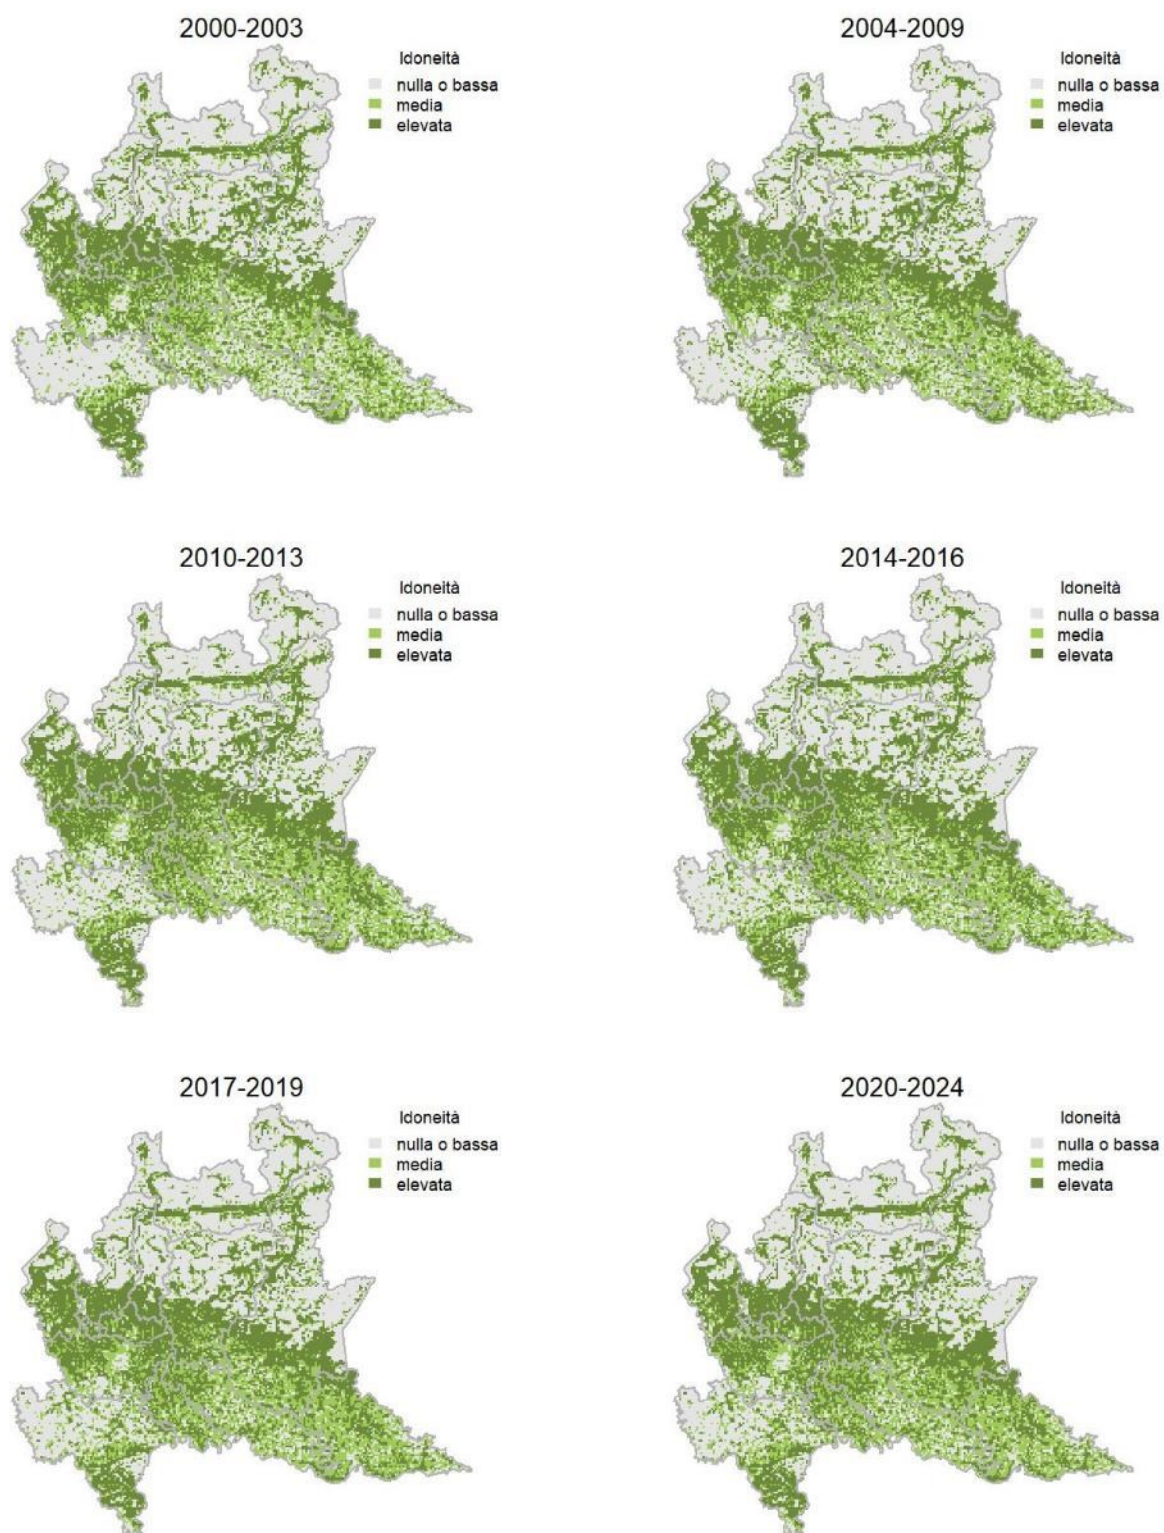 2000-2003
Idoneità
nulla o bassa
media
elevata
2004-2009
Idoneità
nulla o bassa
media
elevata
2010-2013
Idoneità
nulla o bassa
media
elevata
2014-2016
Idoneità
nulla o bassa
media
elevata
2017-2019
Idoneità
nulla o bassa
media
elevata
2020-2024
Idoneità
nulla o bassa
media
elevata